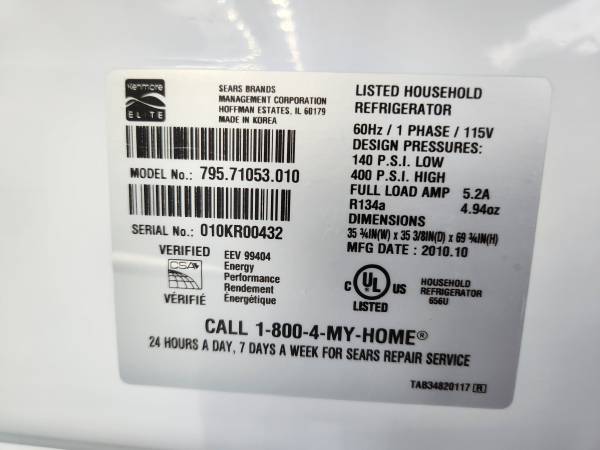 Kenmore
ELITE
SEARS BRANDS
MANAGEMENT CORPORATION
HOFFMAN ESTATES, IL 60179
MADE IN KOREA
MODEL No.: 795.71053.010
SERIAL No.: 010KR00432
VERIFIED
CSA
VÉRIFIÉ
EEV 99404
Energy
Performance
Rendement
Énergétique
LISTED HOUSEHOLD
REFRIGERATOR
60Hz / 1 PHASE / 115V
DESIGN PRESSURES:
140 P.S.I. LOW
400 P.S.I. HIGH
FULL LOAD AMP 5.2A
R134a 4.94oz
DIMENSIONS
35 ¾IN(W) x 35 3/8IN(D) x 69 ¾IN(H)
MFG DATE : 2010.10
C UL US
LISTED
HOUSEHOLD
REFRIGERATOR
656U
CALL 1-800-4-MY-HOME®
24 HOURS A DAY, 7 DAYS A WEEK FOR SEARS REPAIR SERVICE
TAB34820117 R